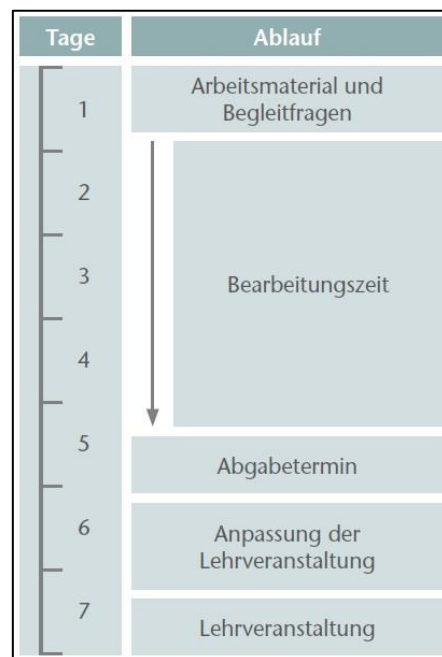 Tage Ablauf
1 Arbeitsmaterial und
Begleitfragen
2
3 Bearbeitungszeit
4
5 Abgabetermin
6 Anpassung der
Lehrveranstaltung
7 Lehrveranstaltung